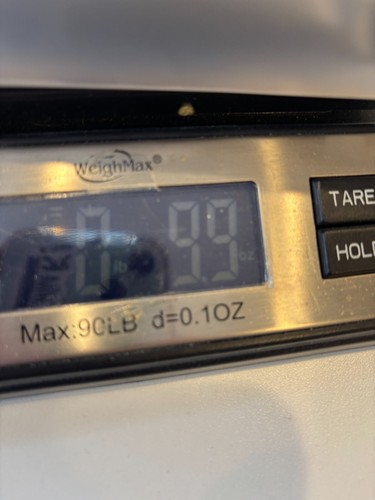 WeighMax®
TARE
0 lb 9.9 oz
HOLD
Max:90LB d=0.1OZ